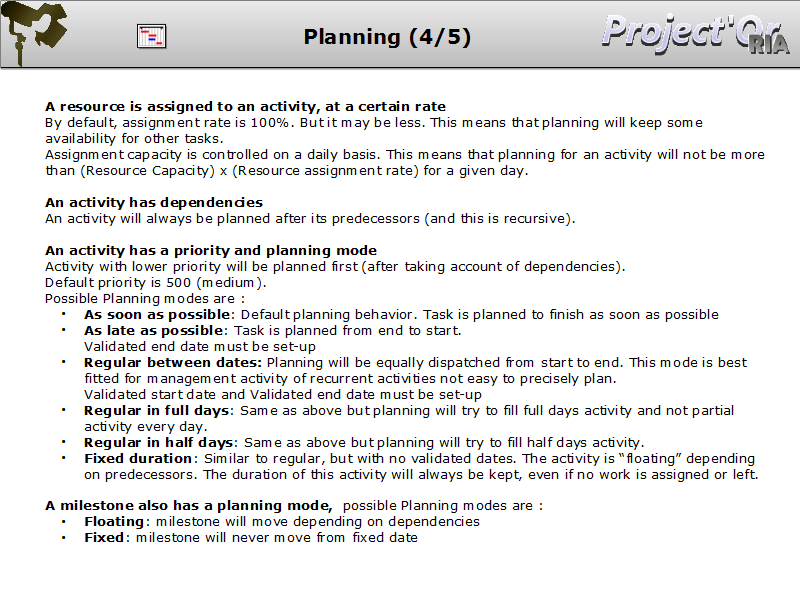 Planning (4/5)
Project'Or
RIA
A resource is assigned to an activity, at a certain rate
By default, assignment rate is 100%. But it may be less. This means that planning will keep some
availability for other tasks.
Assignment capacity is controlled on a daily basis. This means that planning for an activity will not be more
than (Resource Capacity) x (Resource assignment rate) for a given day.
An activity has dependencies
An activity will always be planned after its predecessors (and this is recursive).
An activity has a priority and planning mode
Activity with lower priority will be planned first (after taking account of dependencies).
Default priority is 500 (medium).
Possible Planning modes are :
• As soon as possible: Default planning behavior. Task is planned to finish as soon as possible
• As late as possible: Task is planned from end to start.
Validated end date must be set-up
• Regular between dates: Planning will be equally dispatched from start to end. This mode is best
fitted for management activity of recurrent activities not easy to precisely plan.
Validated start date and Validated end date must be set-up
• Regular in full days: Same as above but planning will try to fill full days activity and not partial
activity every day.
• Regular in half days: Same as above but planning will try to fill half days activity.
• Fixed duration: Similar to regular, but with no validated dates. The activity is “floating” depending
on predecessors. The duration of this activity will always be kept, even if no work is assigned or left.
A milestone also has a planning mode, possible Planning modes are :
• Floating: milestone will move depending on dependencies
• Fixed: milestone will never move from fixed date